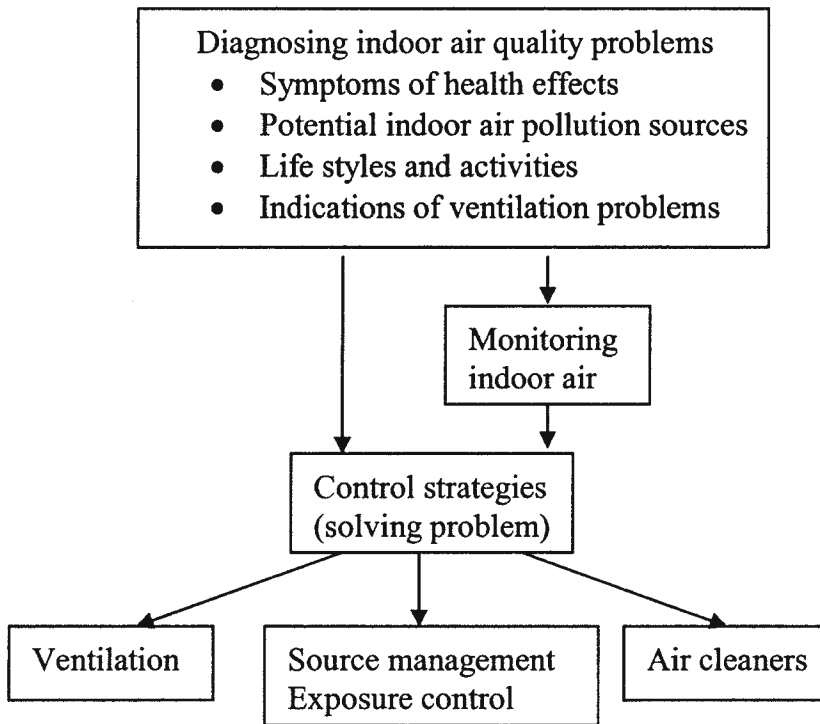 Diagnosing indoor air quality problems
• Symptoms of health effects
• Potential indoor air pollution sources
• Life styles and activities
• Indications of ventilation problems
Monitoring
indoor air
Control strategies
(solving problem)
Ventilation
Source management
Exposure control
Air cleaners